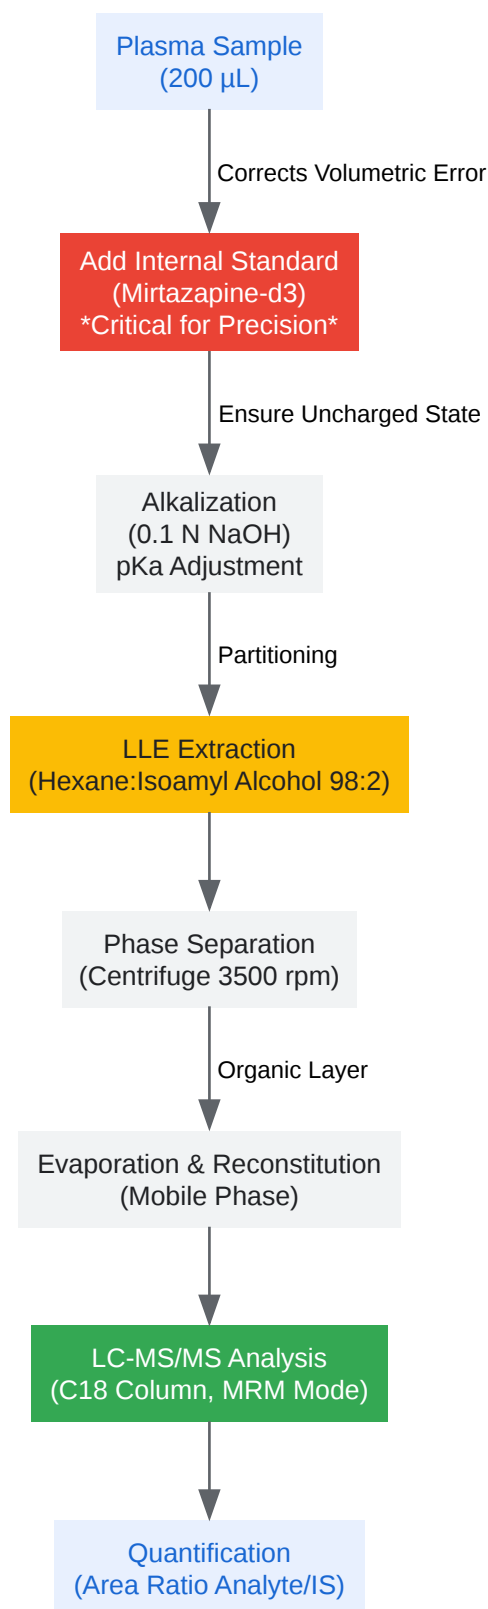 Plasma Sample
(200 µL)
Corrects Volumetric Error
Add Internal Standard
(Mirtazapine-d3)
*Critical for Precision*
Ensure Uncharged State
Alkalization
(0.1 N NaOH)
pKa Adjustment
Partitioning
LLE Extraction
(Hexane:Isoamyl Alcohol 98:2)
Phase Separation
(Centrifuge 3500 rpm)
Organic Layer
Evaporation & Reconstitution
(Mobile Phase)
LC-MS/MS Analysis
(C18 Column, MRM Mode)
Quantification
(Area Ratio Analyte/IS)